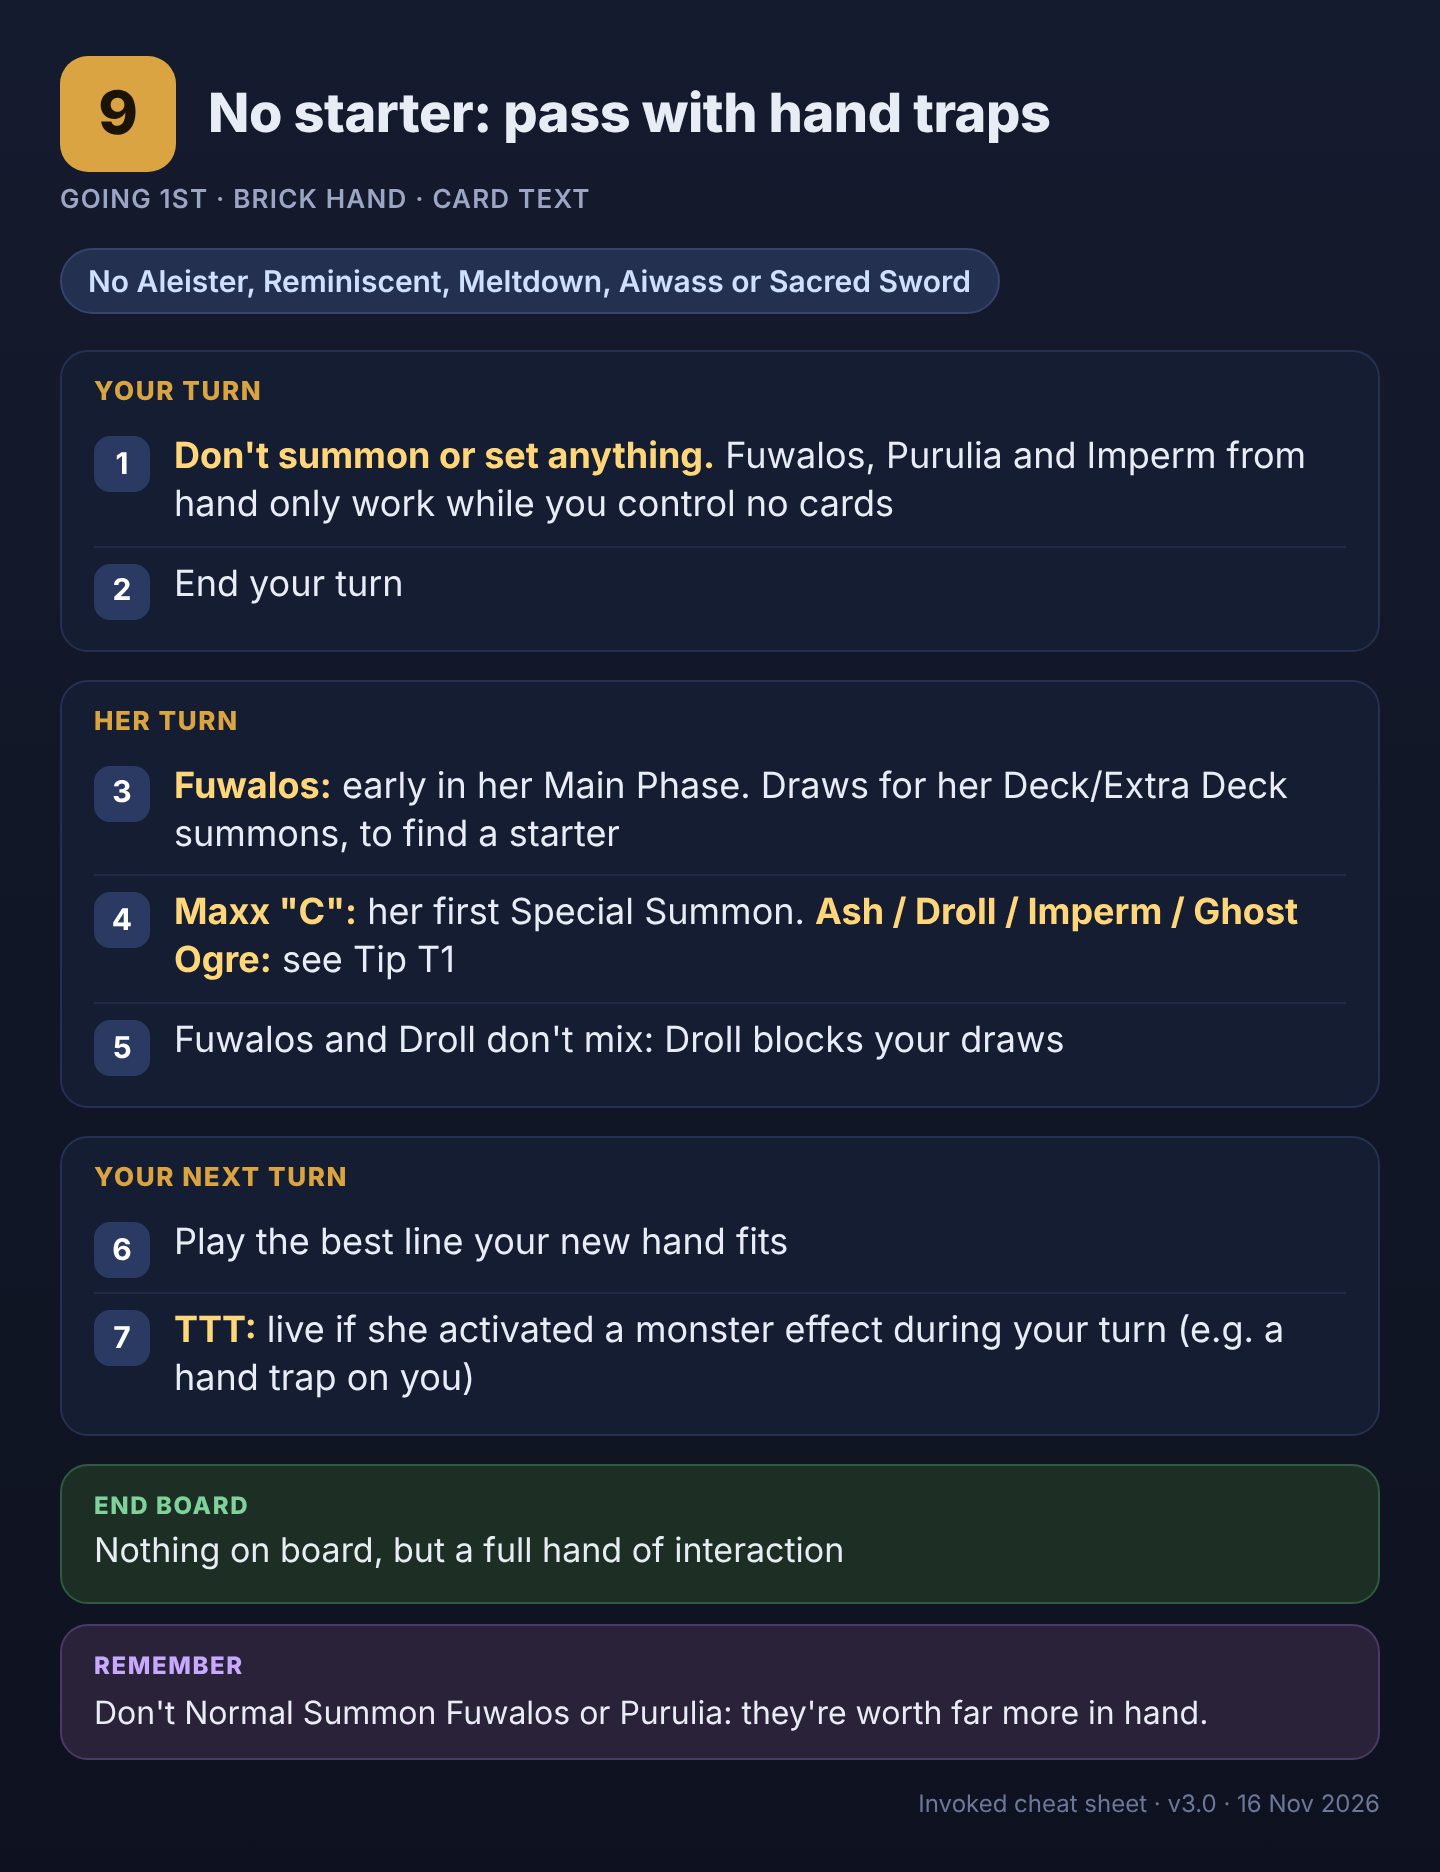 9
No starter: pass with hand traps
GOING 1ST · BRICK HAND · CARD TEXT
No Aleister, Reminiscent, Meltdown, Aiwass or Sacred Sword
YOUR TURN
1 Don't summon or set anything. Fuwalos, Purulia and Imperm from
hand only work while you control no cards
2 End your turn
HER TURN
3 Fuwalos: early in her Main Phase. Draws for her Deck/Extra Deck
summons, to find a starter
4 Maxx "C": her first Special Summon. Ash / Droll / Imperm / Ghost
Ogre: see Tip T1
5 Fuwalos and Droll don't mix: Droll blocks your draws
YOUR NEXT TURN
6 Play the best line your new hand fits
7 TTT: live if she activated a monster effect during your turn (e.g. a
hand trap on you)
END BOARD
Nothing on board, but a full hand of interaction
REMEMBER
Don't Normal Summon Fuwalos or Purulia: they're worth far more in hand.
Invoked cheat sheet · v3.0 · 16 Nov 2026